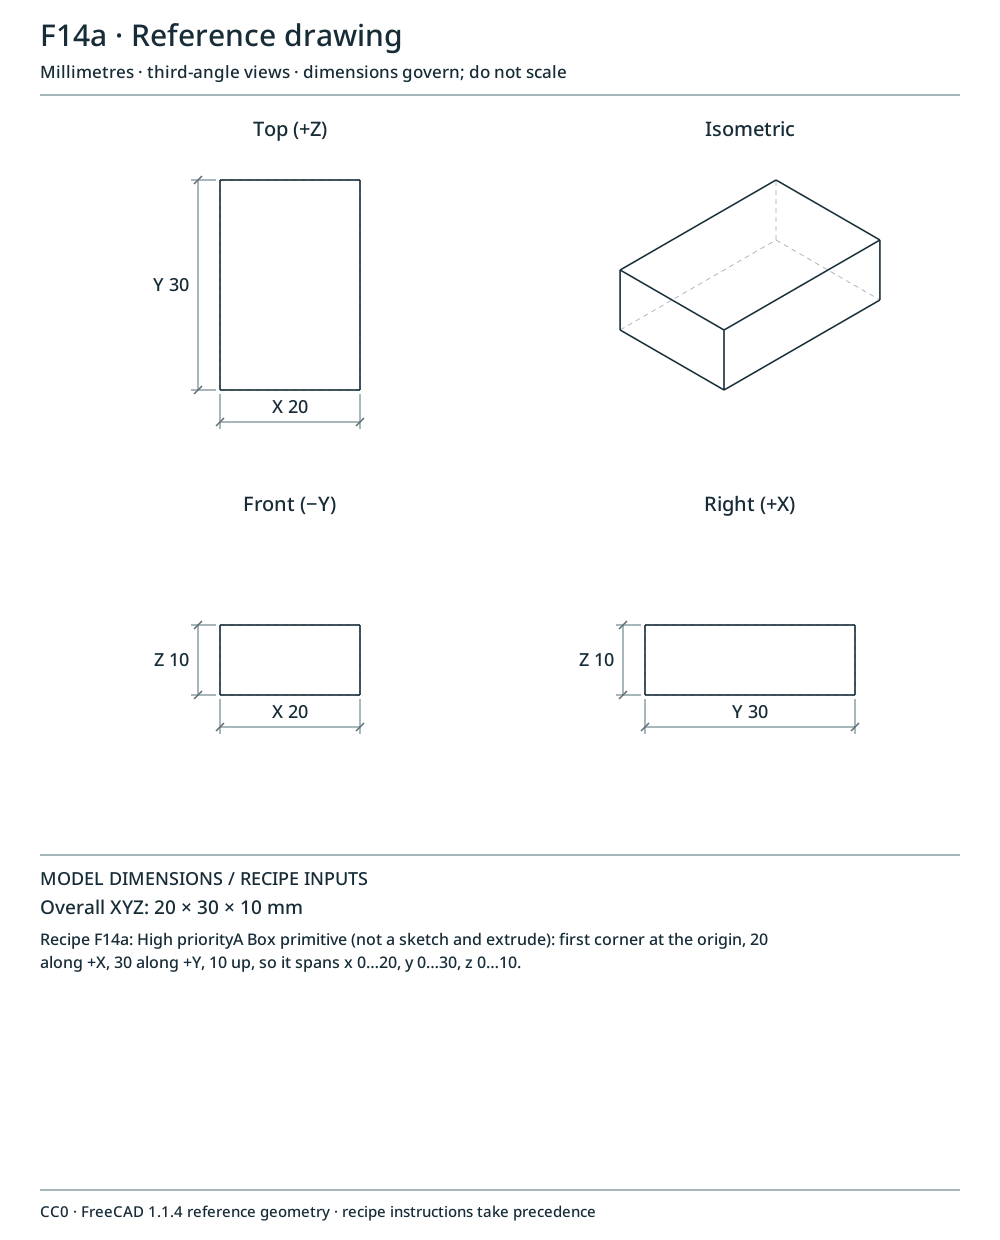 F14a · Reference drawing
Millimetres · third-angle views · dimensions govern; do not scale
Top (+Z)
Isometric
Y 30
X 20
Front (−Y)
Right (+X)
Z 10
Z 10
X 20
Y 30
MODEL DIMENSIONS / RECIPE INPUTS
Overall XYZ: 20 × 30 × 10 mm
Recipe F14a: High priorityA Box primitive (not a sketch and extrude): first corner at the origin, 20
along +X, 30 along +Y, 10 up, so it spans x 0…20, y 0…30, z 0…10.
CC0 · FreeCAD 1.1.4 reference geometry · recipe instructions take precedence